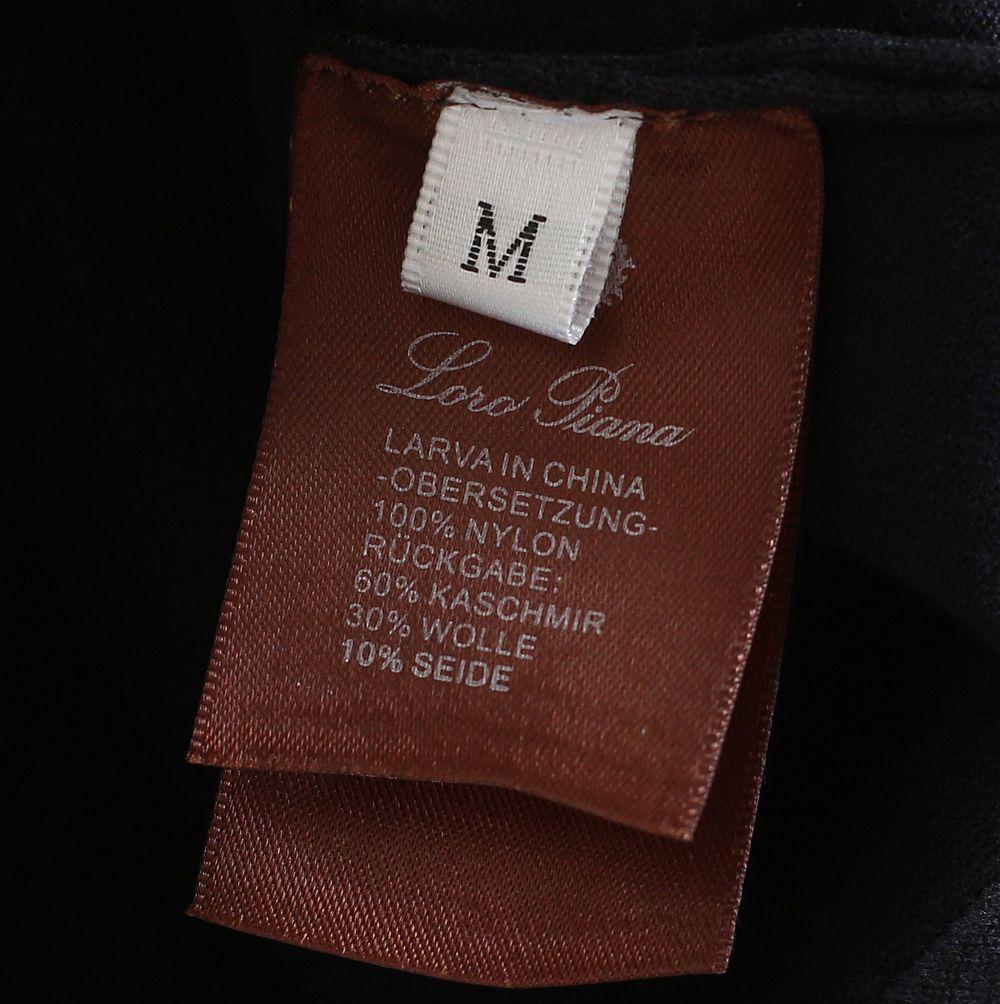 M
Loro Piana
LARVA IN CHINA
-OBERSETZUNG-
100% NYLON
RÜCKGABE:
60% KASCHMIR
30% WOLLE
10% SEIDE